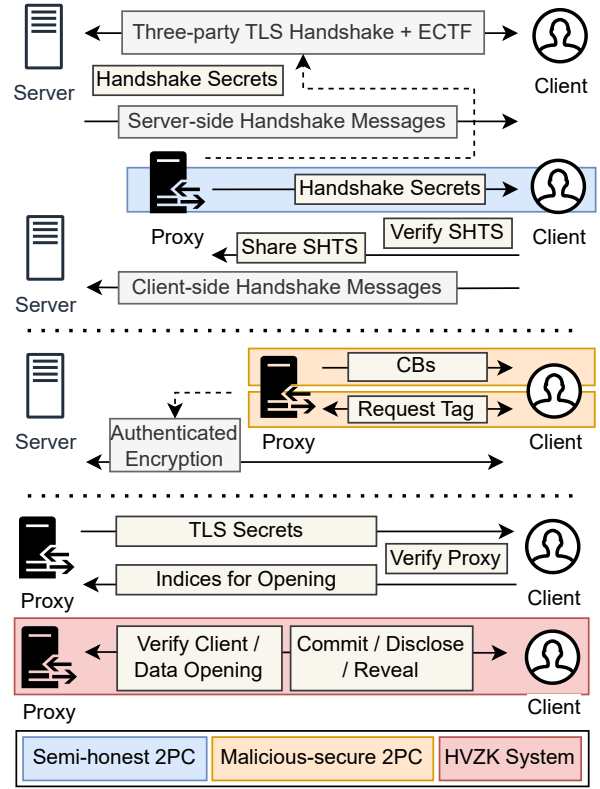 Three-party TLS Handshake + ECTF
Server
Client
Handshake Secrets
Server-side Handshake Messages
Handshake Secrets
Proxy
Client
Verify SHTS
Share SHTS
Client-side Handshake Messages
Server
CBs
Request Tag
Server
Proxy
Client
Authenticated
Encryption
TLS Secrets
Verify Proxy
Indices for Opening
Proxy
Client
Verify Client /
Data Opening
Commit / Disclose
/ Reveal
Proxy
Client
Semi-honest 2PC
Malicious-secure 2PC
HVZK System